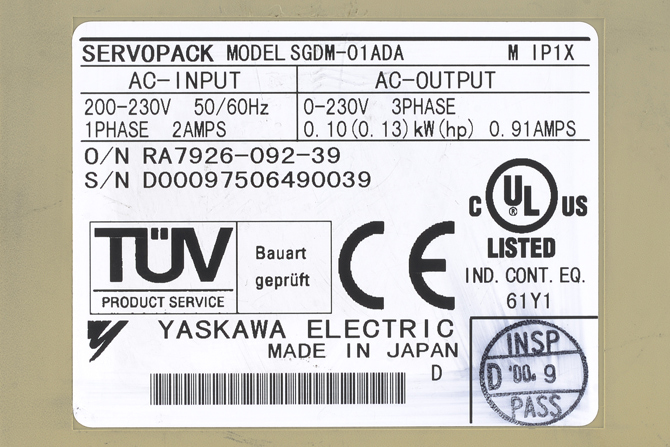 SERVOPACK MODEL SGDM-01ADA M IP1X
AC-INPUT AC-OUTPUT
200-230V 50/60Hz 0-230V 3PHASE
1PHASE 2AMPS 0.10(0.13)kW(hp) 0.91AMPS
O/N RA7926-092-39
S/N D00097506490039
C UL ® US
LISTED
IND. CONT. EQ.
61Y1
TÜV
PRODUCT SERVICE
Bauart
geprüft
CE
YASKAWA ELECTRIC
MADE IN JAPAN
D
INSP
D '00. 9
PASS